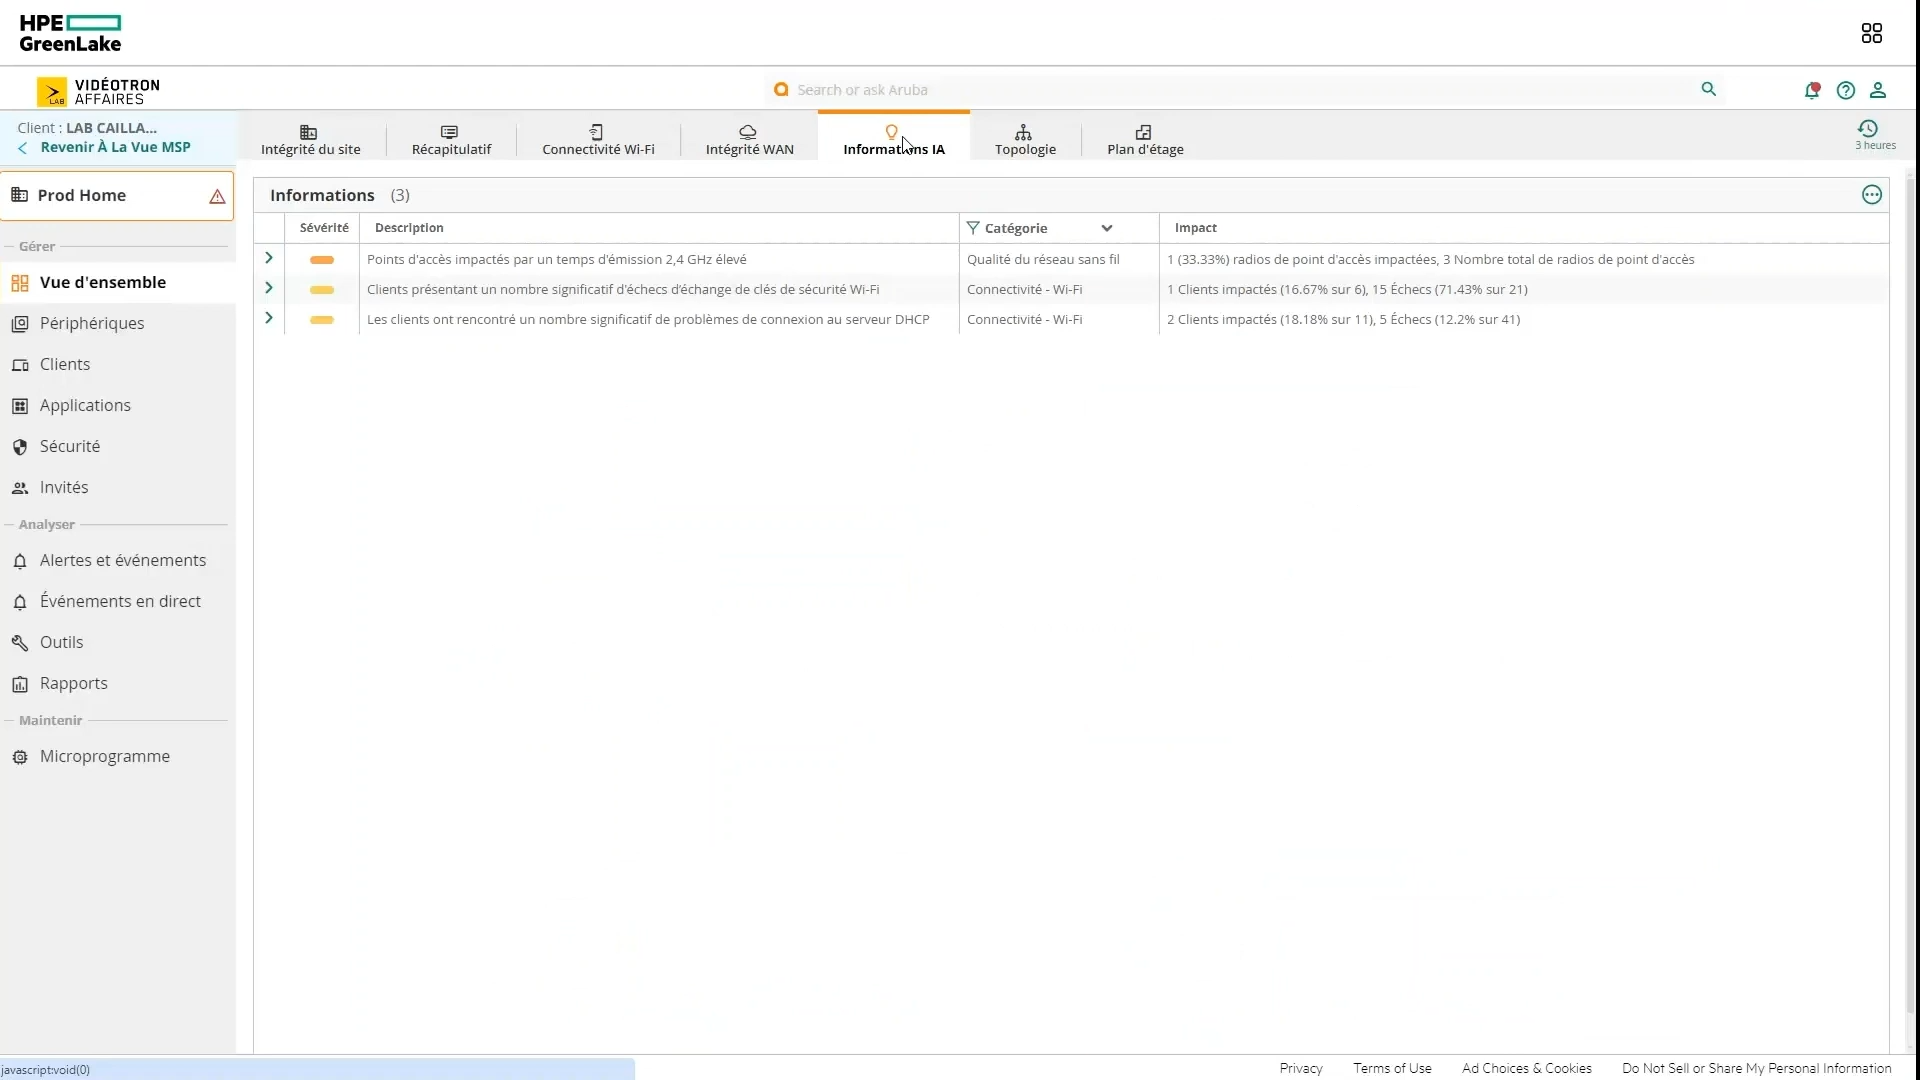 HPE
GreenLake
LAB
VIDÉOTRON
AFFAIRES
Search or ask Aruba
Client : LAB CAILLA...
Revenir À La Vue MSP
Intégrité du site
Récapitulatif
Connectivité Wi-Fi
Intégrité WAN
Informations IA
Topologie
Plan d'étage
3 heures
Prod Home
Gérer
Vue d'ensemble
Périphériques
Clients
Applications
Sécurité
Invités
Analyser
Alertes et événements
Événements en direct
Outils
Rapports
Maintenir
Microprogramme
Informations (3)
Sévérité Description Catégorie Impact
Points d'accès impactés par un temps d'émission 2,4 GHz élevé Qualité du réseau sans fil 1 (33.33%) radios de point d'accès impactées, 3 Nombre total de radios de point d'accès
Clients présentant un nombre significatif d'échecs d’échange de clés de sécurité Wi-Fi Connectivité - Wi-Fi 1 Clients impactés (16.67% sur 6), 15 Échecs (71.43% sur 21)
Les clients ont rencontré un nombre significatif de problèmes de connexion au serveur DHCP Connectivité - Wi-Fi 2 Clients impactés (18.18% sur 11), 5 Échecs (12.2% sur 41)
javascript:void(0)
Privacy Terms of Use Ad Choices & Cookies Do Not Sell or Share My Personal Information